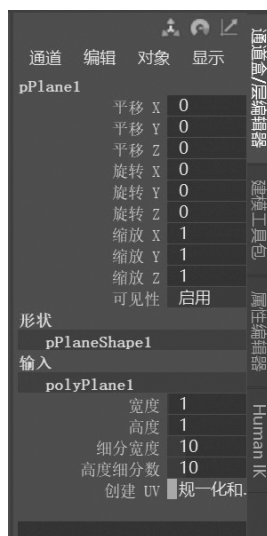 通道 编辑 对象 显示
pPlane1
平移 X 0
平移 Y 0
平移 Z 0
旋转 X 0
旋转 Y 0
旋转 Z 0
缩放 X 1
缩放 Y 1
缩放 Z 1
可见性 启用
形状
pPlaneShape1
输入
polyPlane1
宽度 1
高度 1
细分宽度 10
高度细分数 10
创建 UV 规一化和...
通道盒/层编辑器
建模工具包
属性编辑器
Human IK